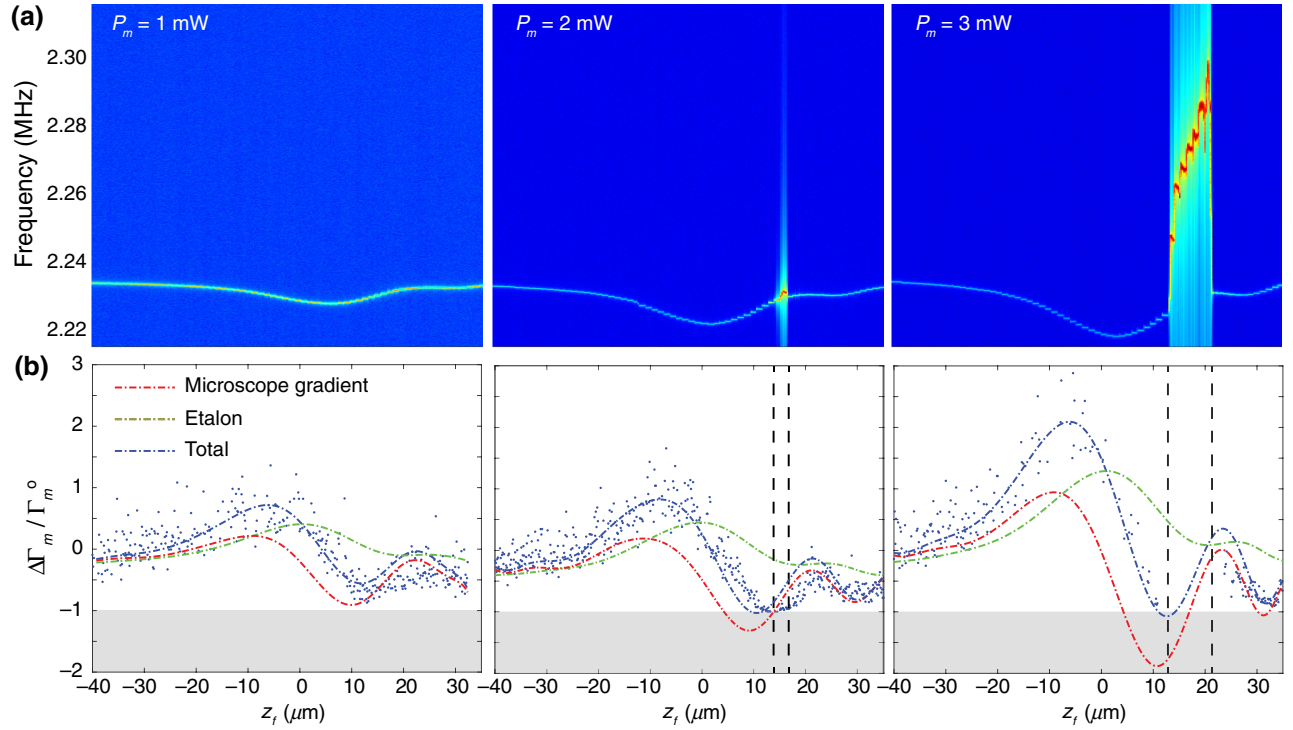 (a)
P_m = 1 mW
P_m = 2 mW
P_m = 3 mW
Frequency (MHz)
2.30
2.28
2.26
2.24
2.22
(b)
3
2
1
0
−1
−2
ΔΓ_m / Γ_m^o
Microscope gradient
Etalon
Total
−40 −30 −20 −10 0 10 20 30
−40 −30 −20 −10 0 10 20 30
−40 −30 −20 −10 0 10 20 30
z_f (μm)
z_f (μm)
z_f (μm)